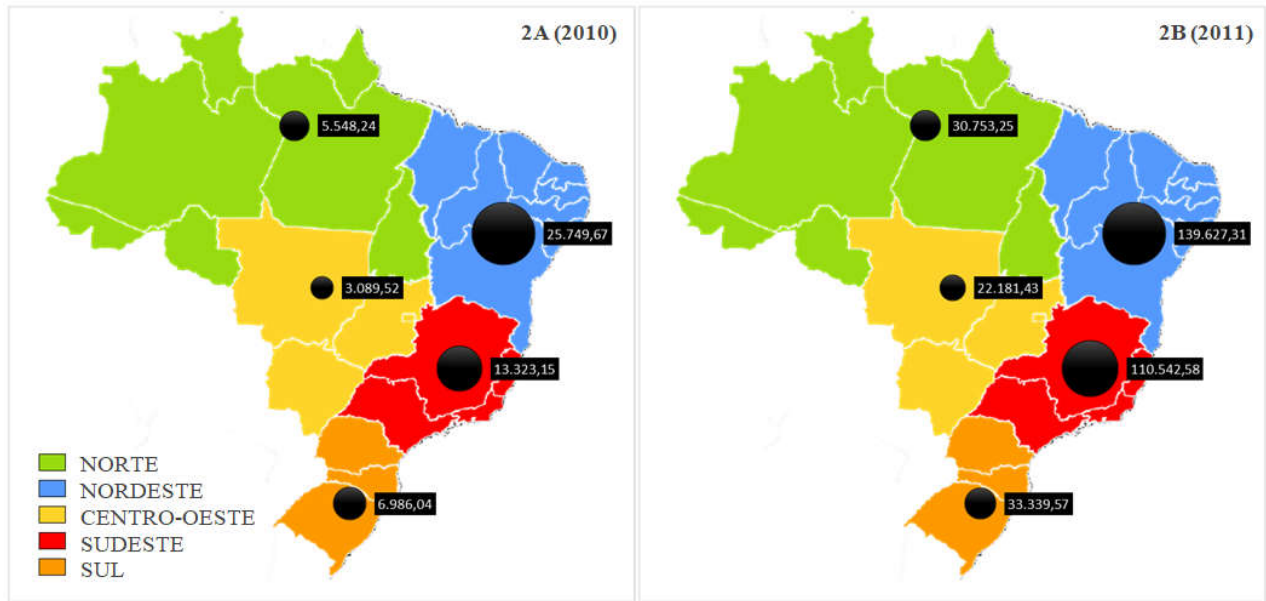 2A (2010)
5.548,24
25.749,67
3.089,52
13.323,15
6.986,04
NORTE
NORDESTE
CENTRO-OESTE
SUDESTE
SUL
2B (2011)
30.753,25
139.627,31
22.181,43
110.542,58
33.339,57